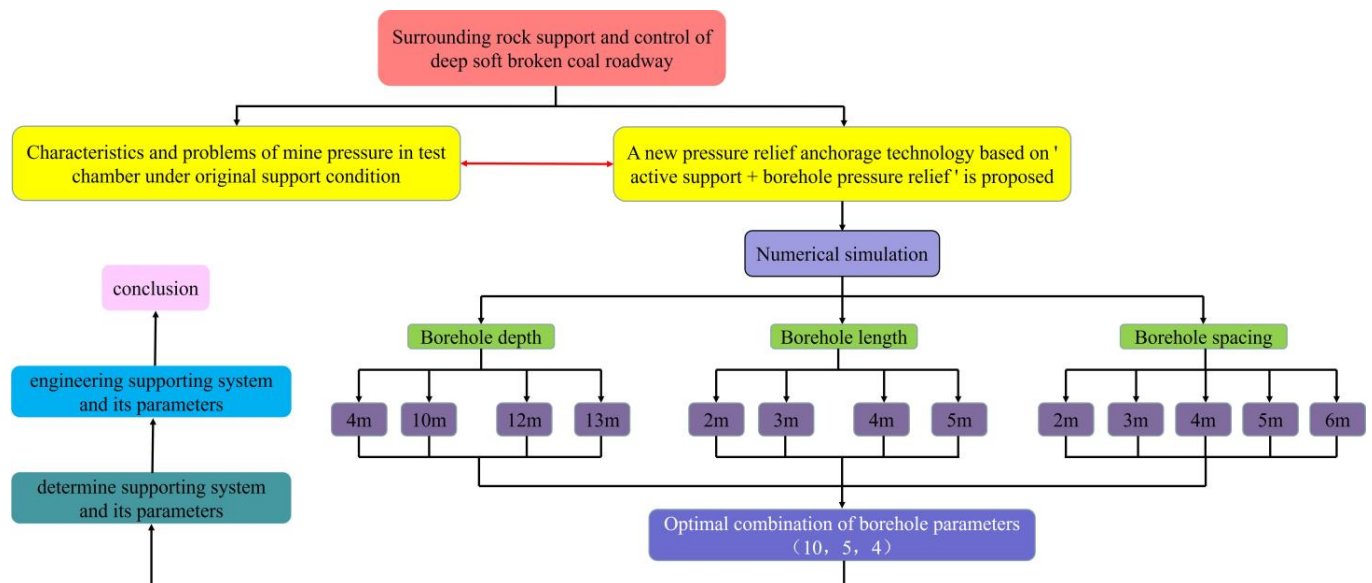 Surrounding rock support and control of
deep soft broken coal roadway
Characteristics and problems of mine pressure in test
chamber under original support condition
A new pressure relief anchorage technology based on '
active support + borehole pressure relief ' is proposed
Numerical simulation
conclusion
Borehole depth
Borehole length
Borehole spacing
engineering supporting system
and its parameters
4m
10m
12m
13m
2m
3m
4m
5m
2m
3m
4m
5m
6m
determine supporting system
and its parameters
Optimal combination of borehole parameters
（10，5，4）